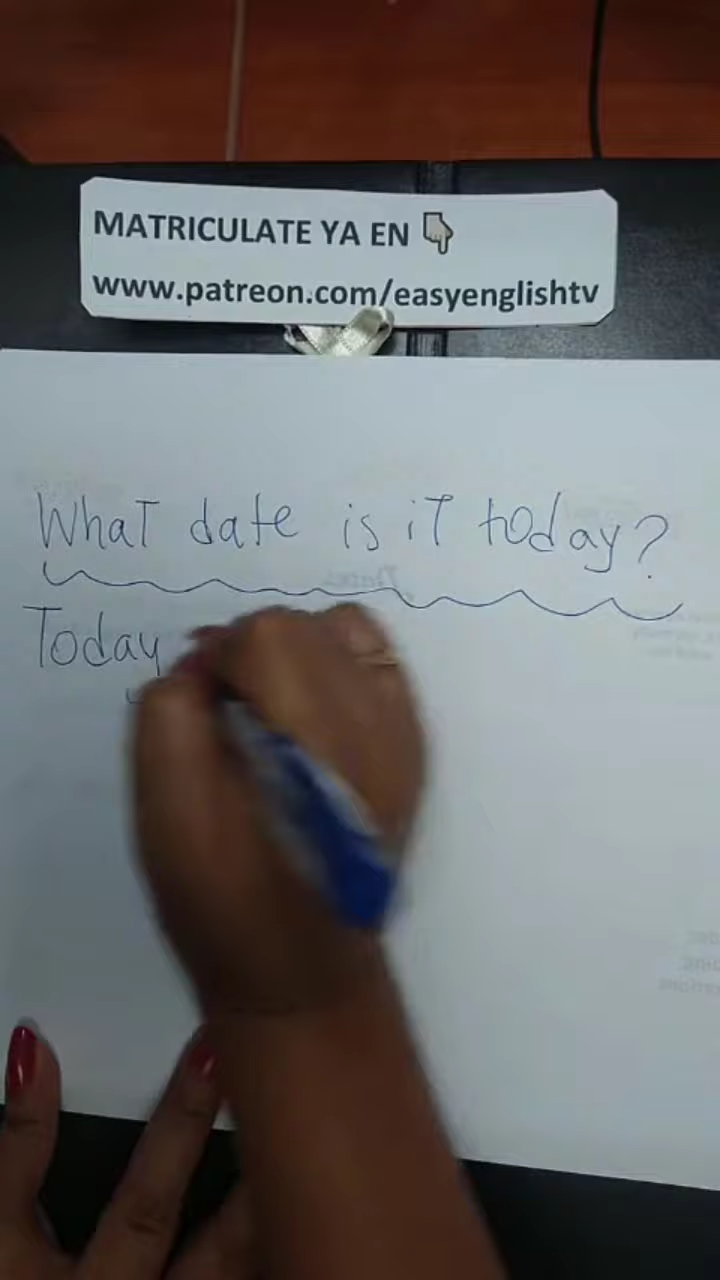 MATRICULATE YA EN
www.patreon.com/easyenglishtv
What date is it today?
Today